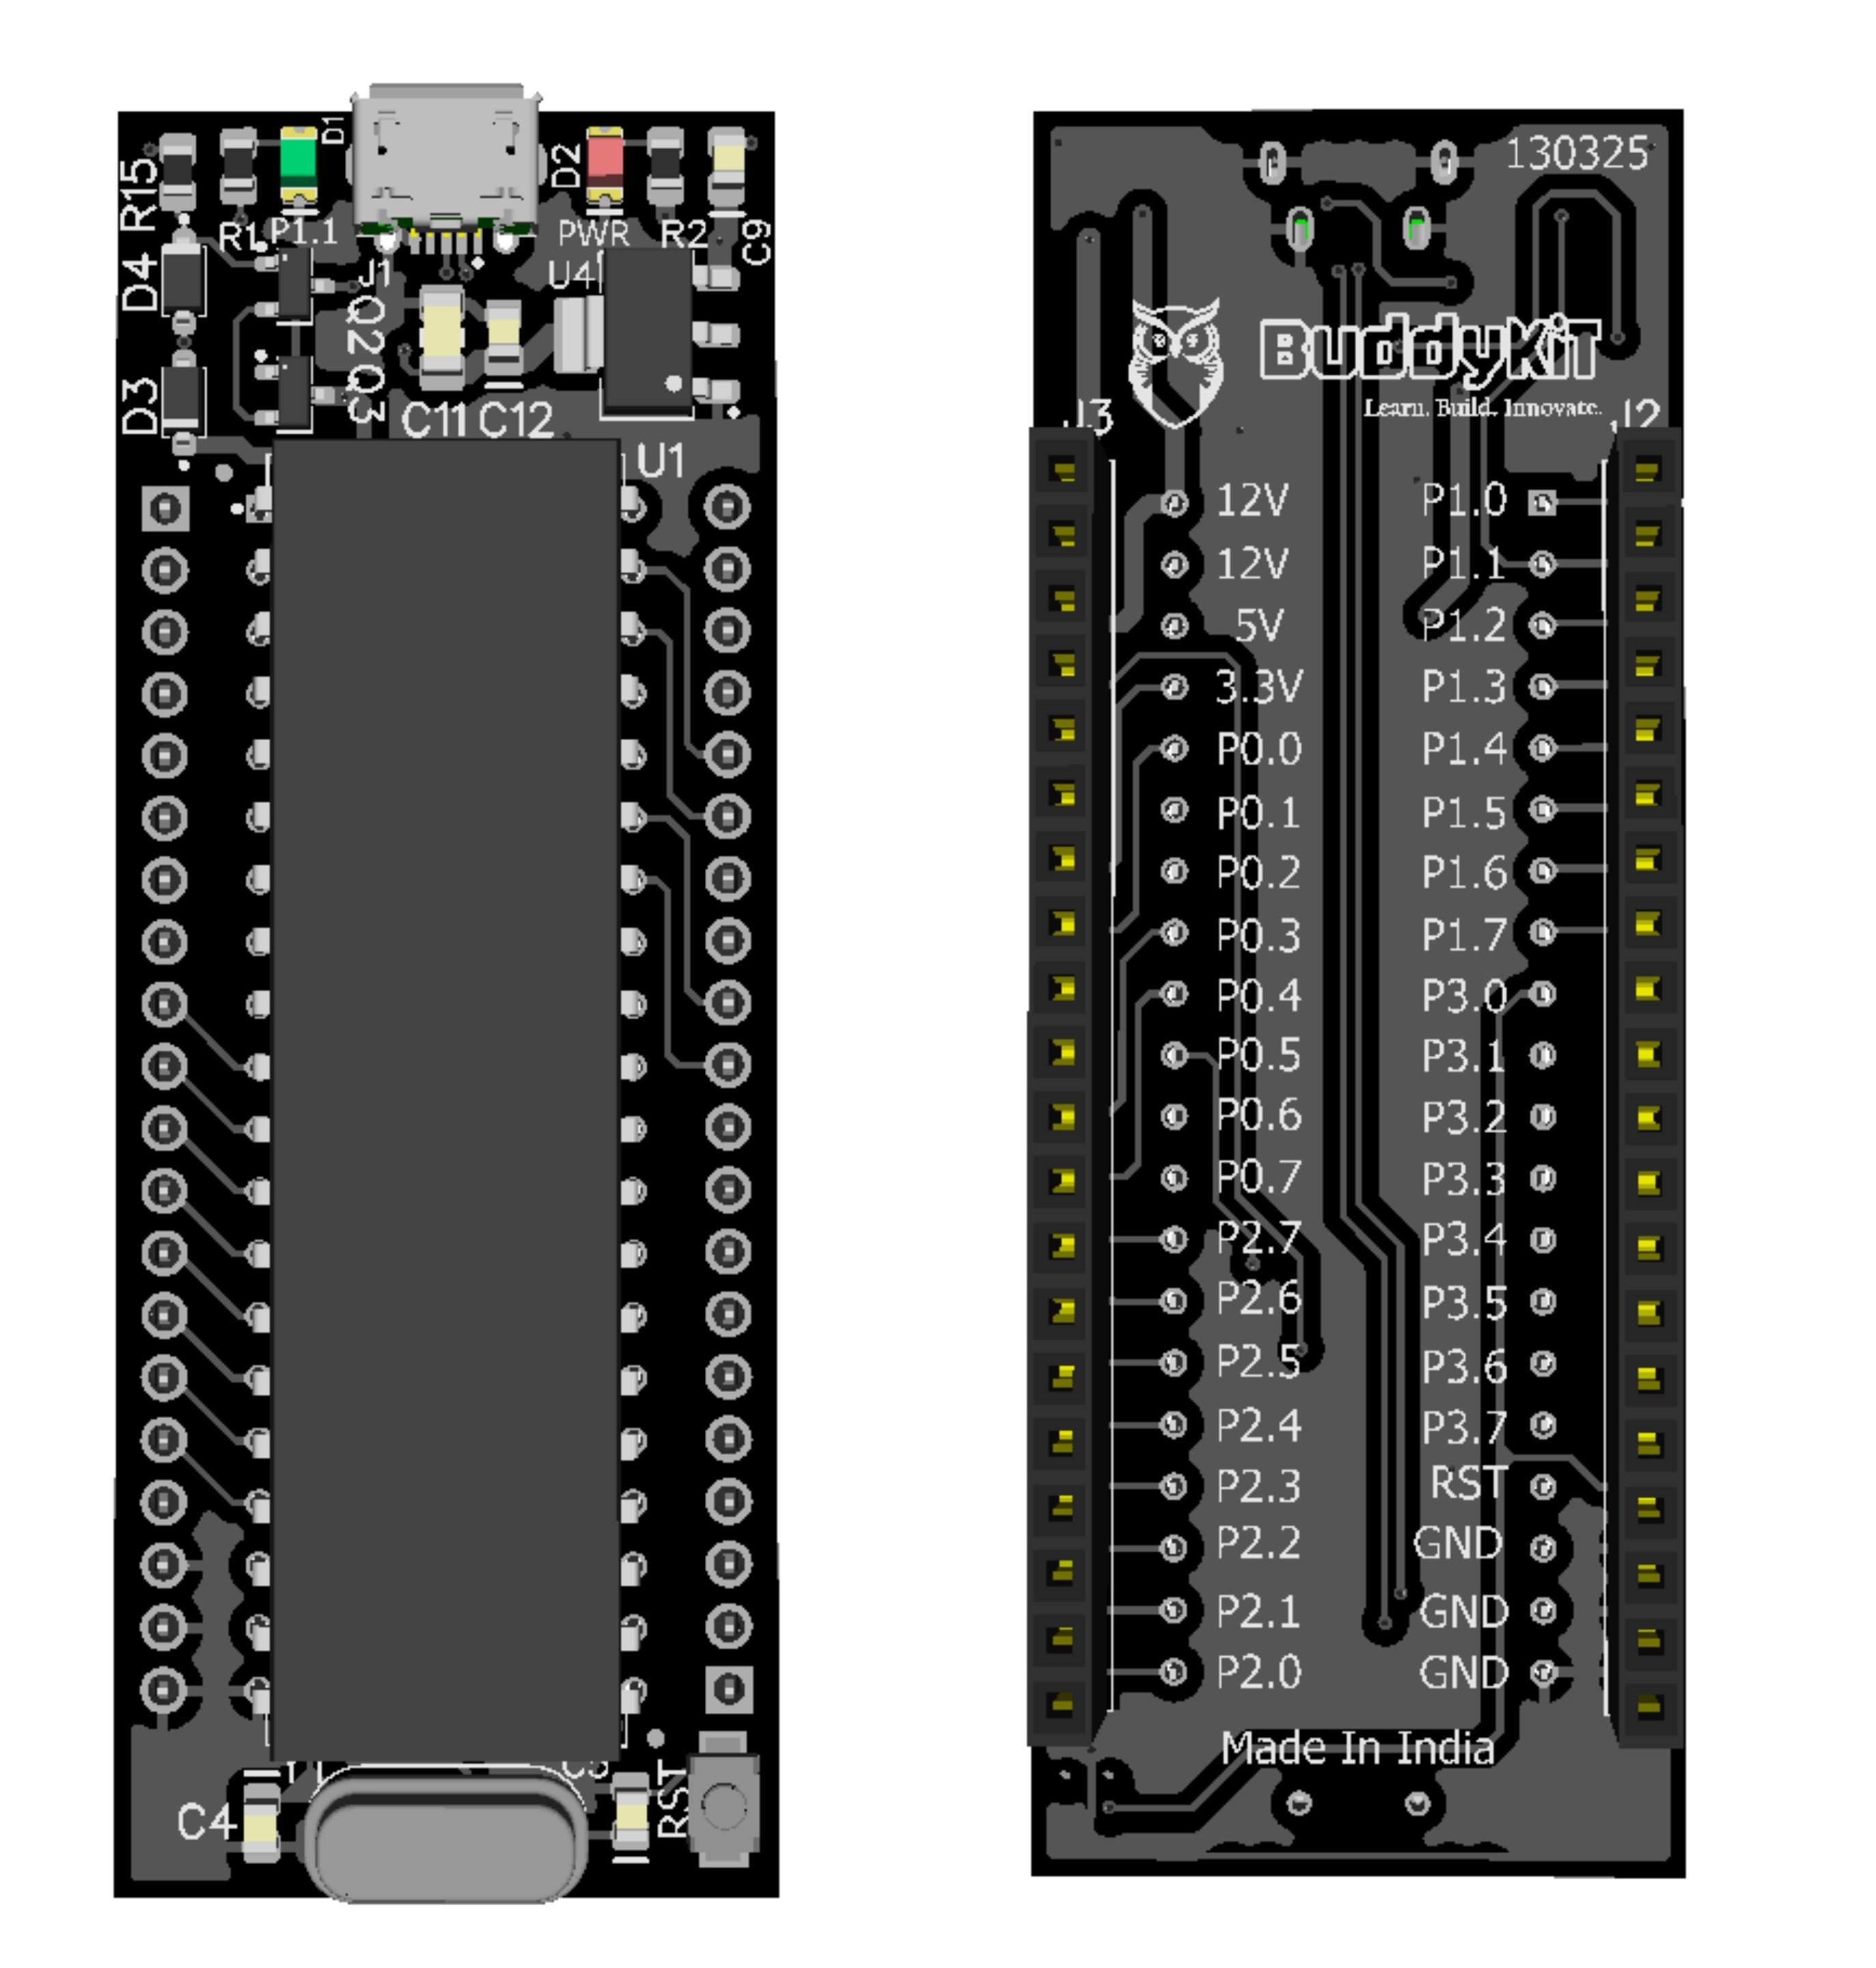 D1
R15
R1
P1.1
D2
PWR
R2
C9
D4
J1
U4
Q2
D3
Q3
C11
C12
U1
C4
RST
130325
BuddyKiT
Learn. Build. Innovate.
J3
J2
12V
P1.0
12V
P1.1
5V
P1.2
3.3V
P1.3
P0.0
P1.4
P0.1
P1.5
P0.2
P1.6
P0.3
P1.7
P0.4
P3.0
P0.5
P3.1
P0.6
P3.2
P0.7
P3.3
P2.7
P3.4
P2.6
P3.5
P2.5
P3.6
P2.4
P3.7
P2.3
RST
P2.2
GND
P2.1
GND
P2.0
GND
Made In India